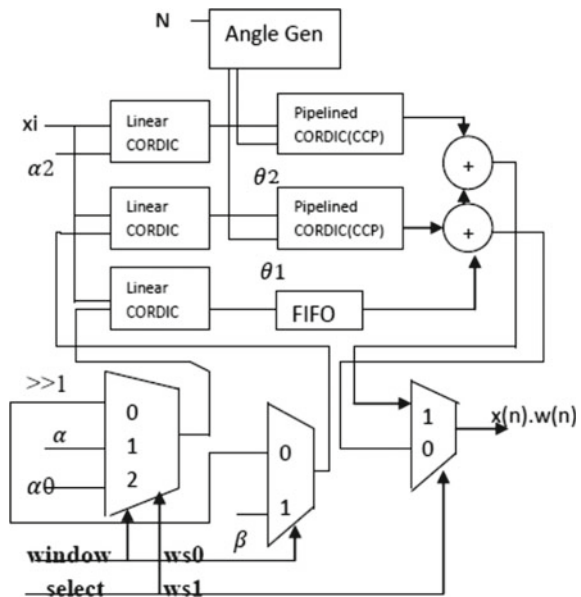 N
Angle Gen
xi
Linear
CORDIC
Pipelined
CORDIC(CCP)
+
α2
θ2
Linear
CORDIC
Pipelined
CORDIC(CCP)
+
θ1
Linear
CORDIC
FIFO
>>1
0
α
1
α0
2
0
1
β
1
0
x(n).w(n)
window ws0
select ws1